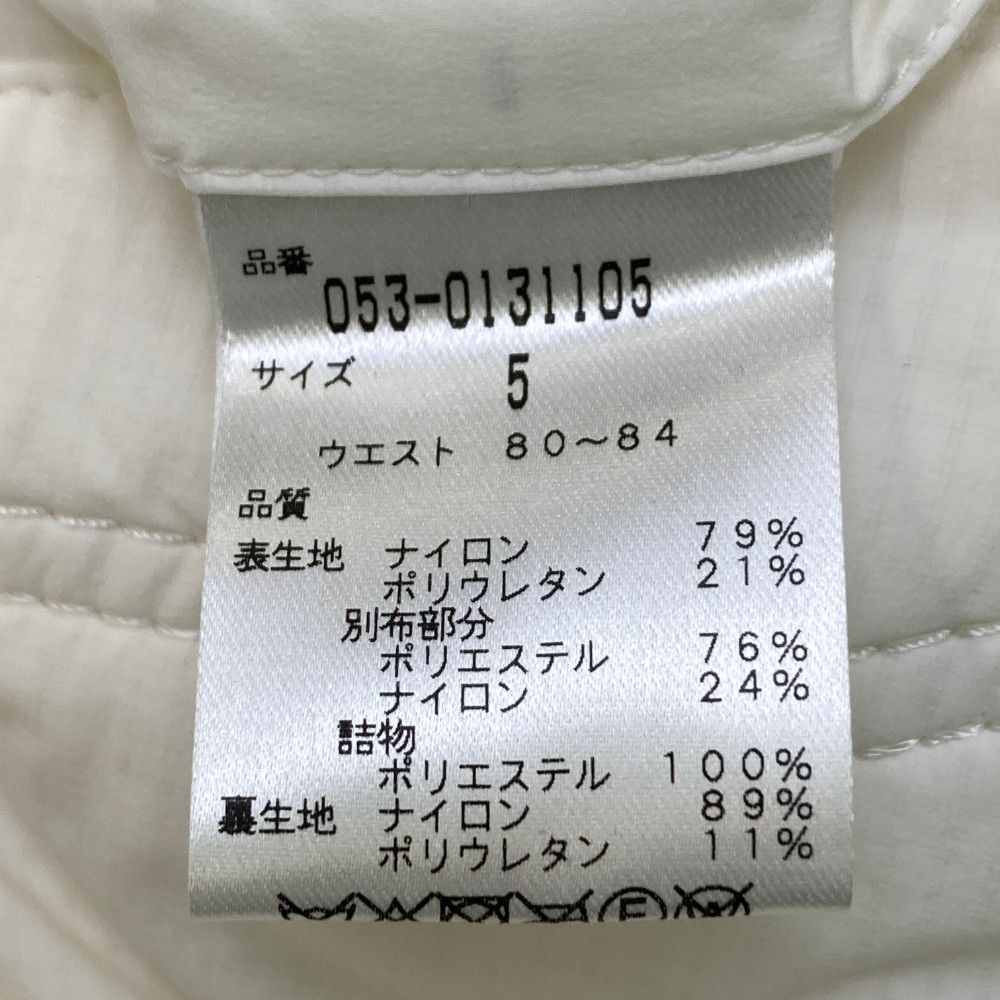 品番
053-0131105
サイズ 5
ウエスト 80～84
品質
表生地 ナイロン 79%
ポリウレタン 21%
別布部分
ポリエステル 76%
ナイロン 24%
詰物
ポリエステル 100%
裏生地 ナイロン 89%
ポリウレタン 11%